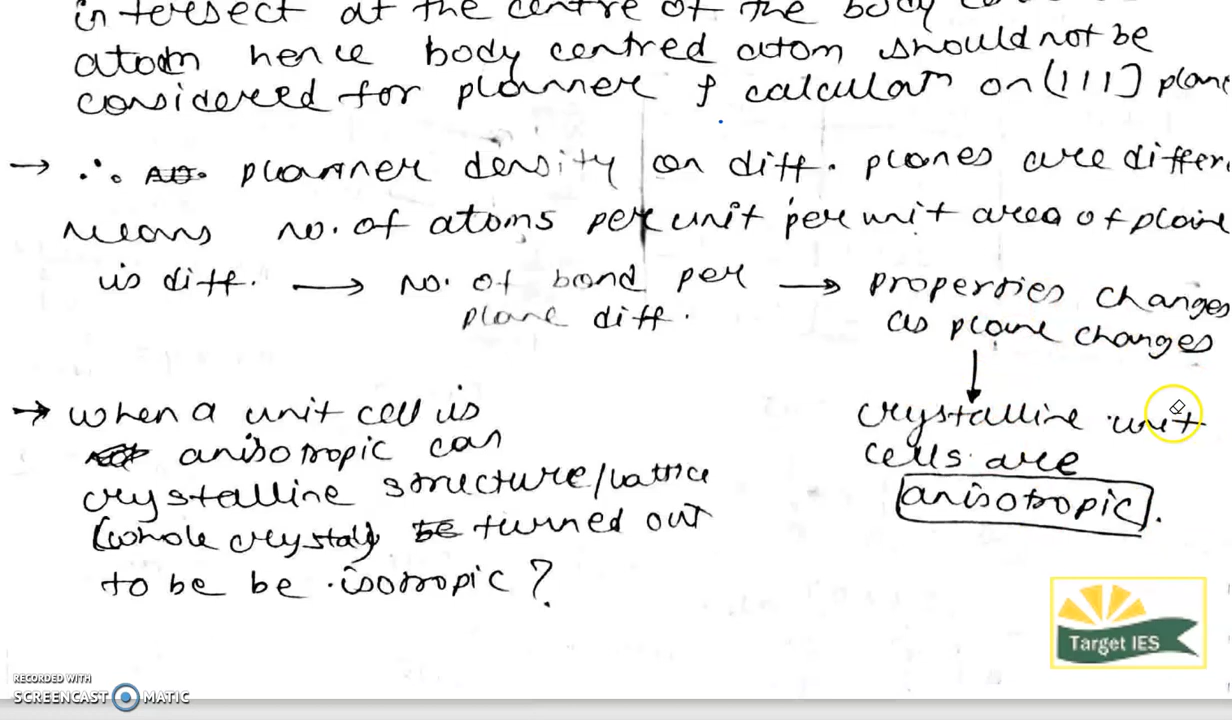 intersect at the centre of the body
atom hence body centred atom should not be
considered for planner & calculatn on (111] plane
→ ∴ planner density on diff. planes are differ
means no. of atoms per unit per unit area of plane
is diff. → no. of bond per plane diff. → properties changes as plane changes
↓
crystalline unit
cells are
anisotropic.
→ when a unit cell is
anisotropic can
crystalline structure/lattice
(whole crystal) turned out
to be be isotropic?
Target IES
RECORDED WITH
SCREENCAST MATIC